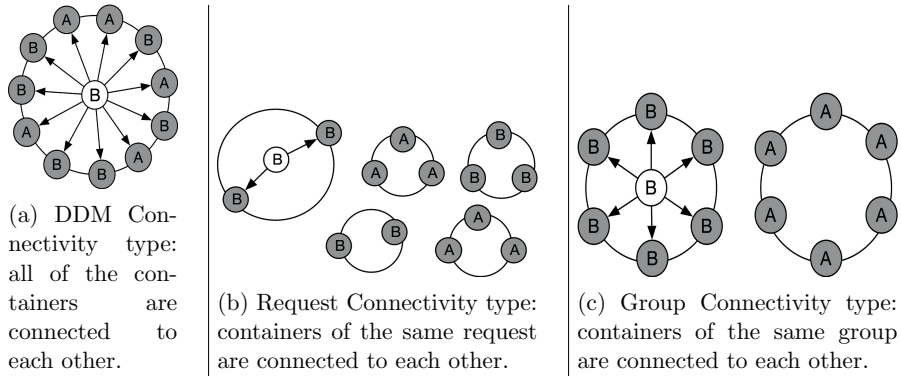 A A
B B
B A
B
A B
B A
B
(a) DDM Con-
nectivity type:
all of the con-
tainers are
connected to
each other.
B
B
B
A
A A
B
B B
B B
A
A A
(b) Request Connectivity type:
containers of the same request
are connected to each other.
B
B B
B
B B
B
A
A A
A A
A
(c) Group Connectivity type:
containers of the same group
are connected to each other.